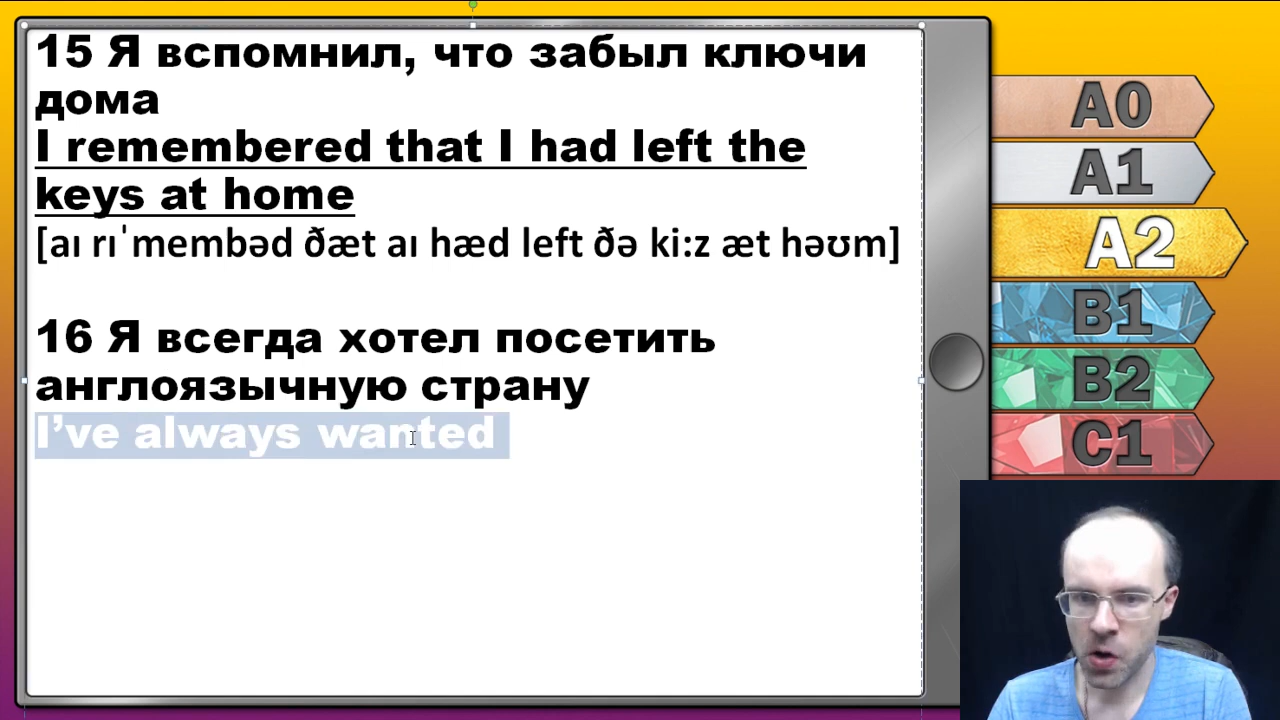 15 Я вспомнил, что забыл ключи
дома
I remembered that I had left the
keys at home
[aɪ rɪˈmembəd ðæt aɪ hæd left ðə ki:z æt həʊm]
16 Я всегда хотел посетить
англоязычную страну
I’ve always wanted
A0
A1
A2
B1
B2
C1